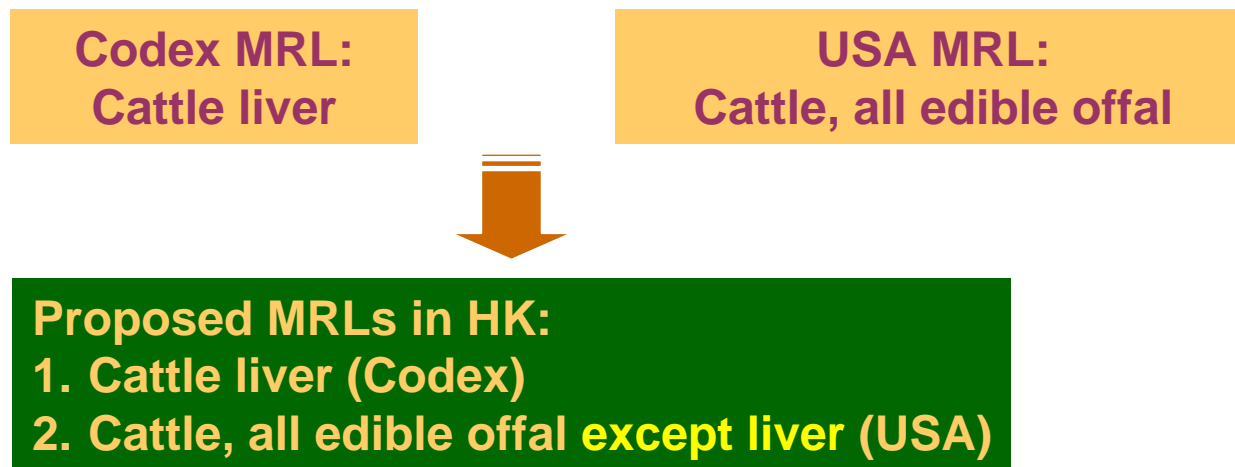 Codex MRL:
Cattle liver
USA MRL:
Cattle, all edible offal
Proposed MRLs in HK:
1. Cattle liver (Codex)
2. Cattle, all edible offal except liver (USA)